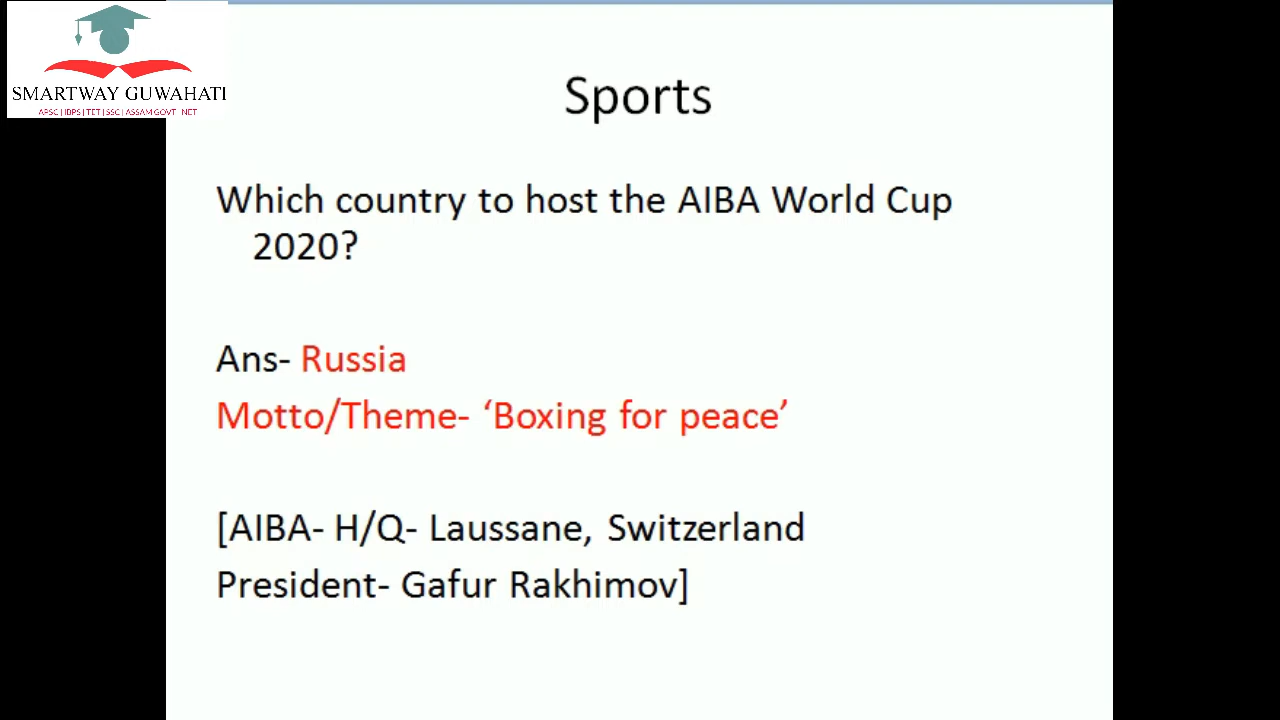 SMARTWAY GUWAHATI
APSC | IBPS | TET | SSC | ASSAM GOVT | NET
Sports
Which country to host the AIBA World Cup
2020?
Ans- Russia
Motto/Theme- ‘Boxing for peace’
[AIBA- H/Q- Laussane, Switzerland
President- Gafur Rakhimov]